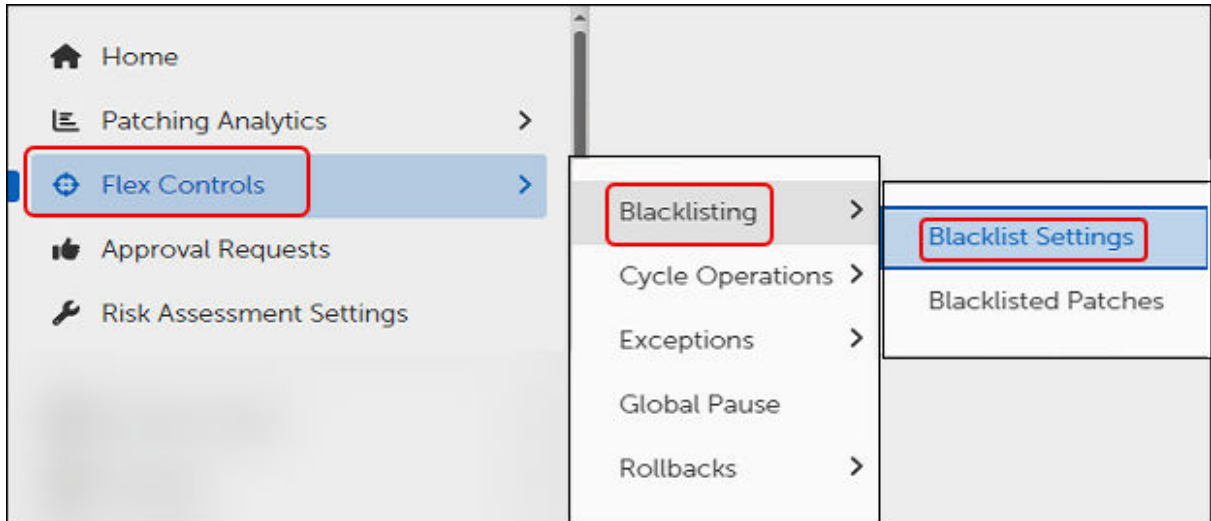 Home
Patching Analytics
Flex Controls
Approval Requests
Risk Assessment Settings
Blacklisting
Cycle Operations
Exceptions
Global Pause
Rollbacks
Blacklist Settings
Blacklisted Patches